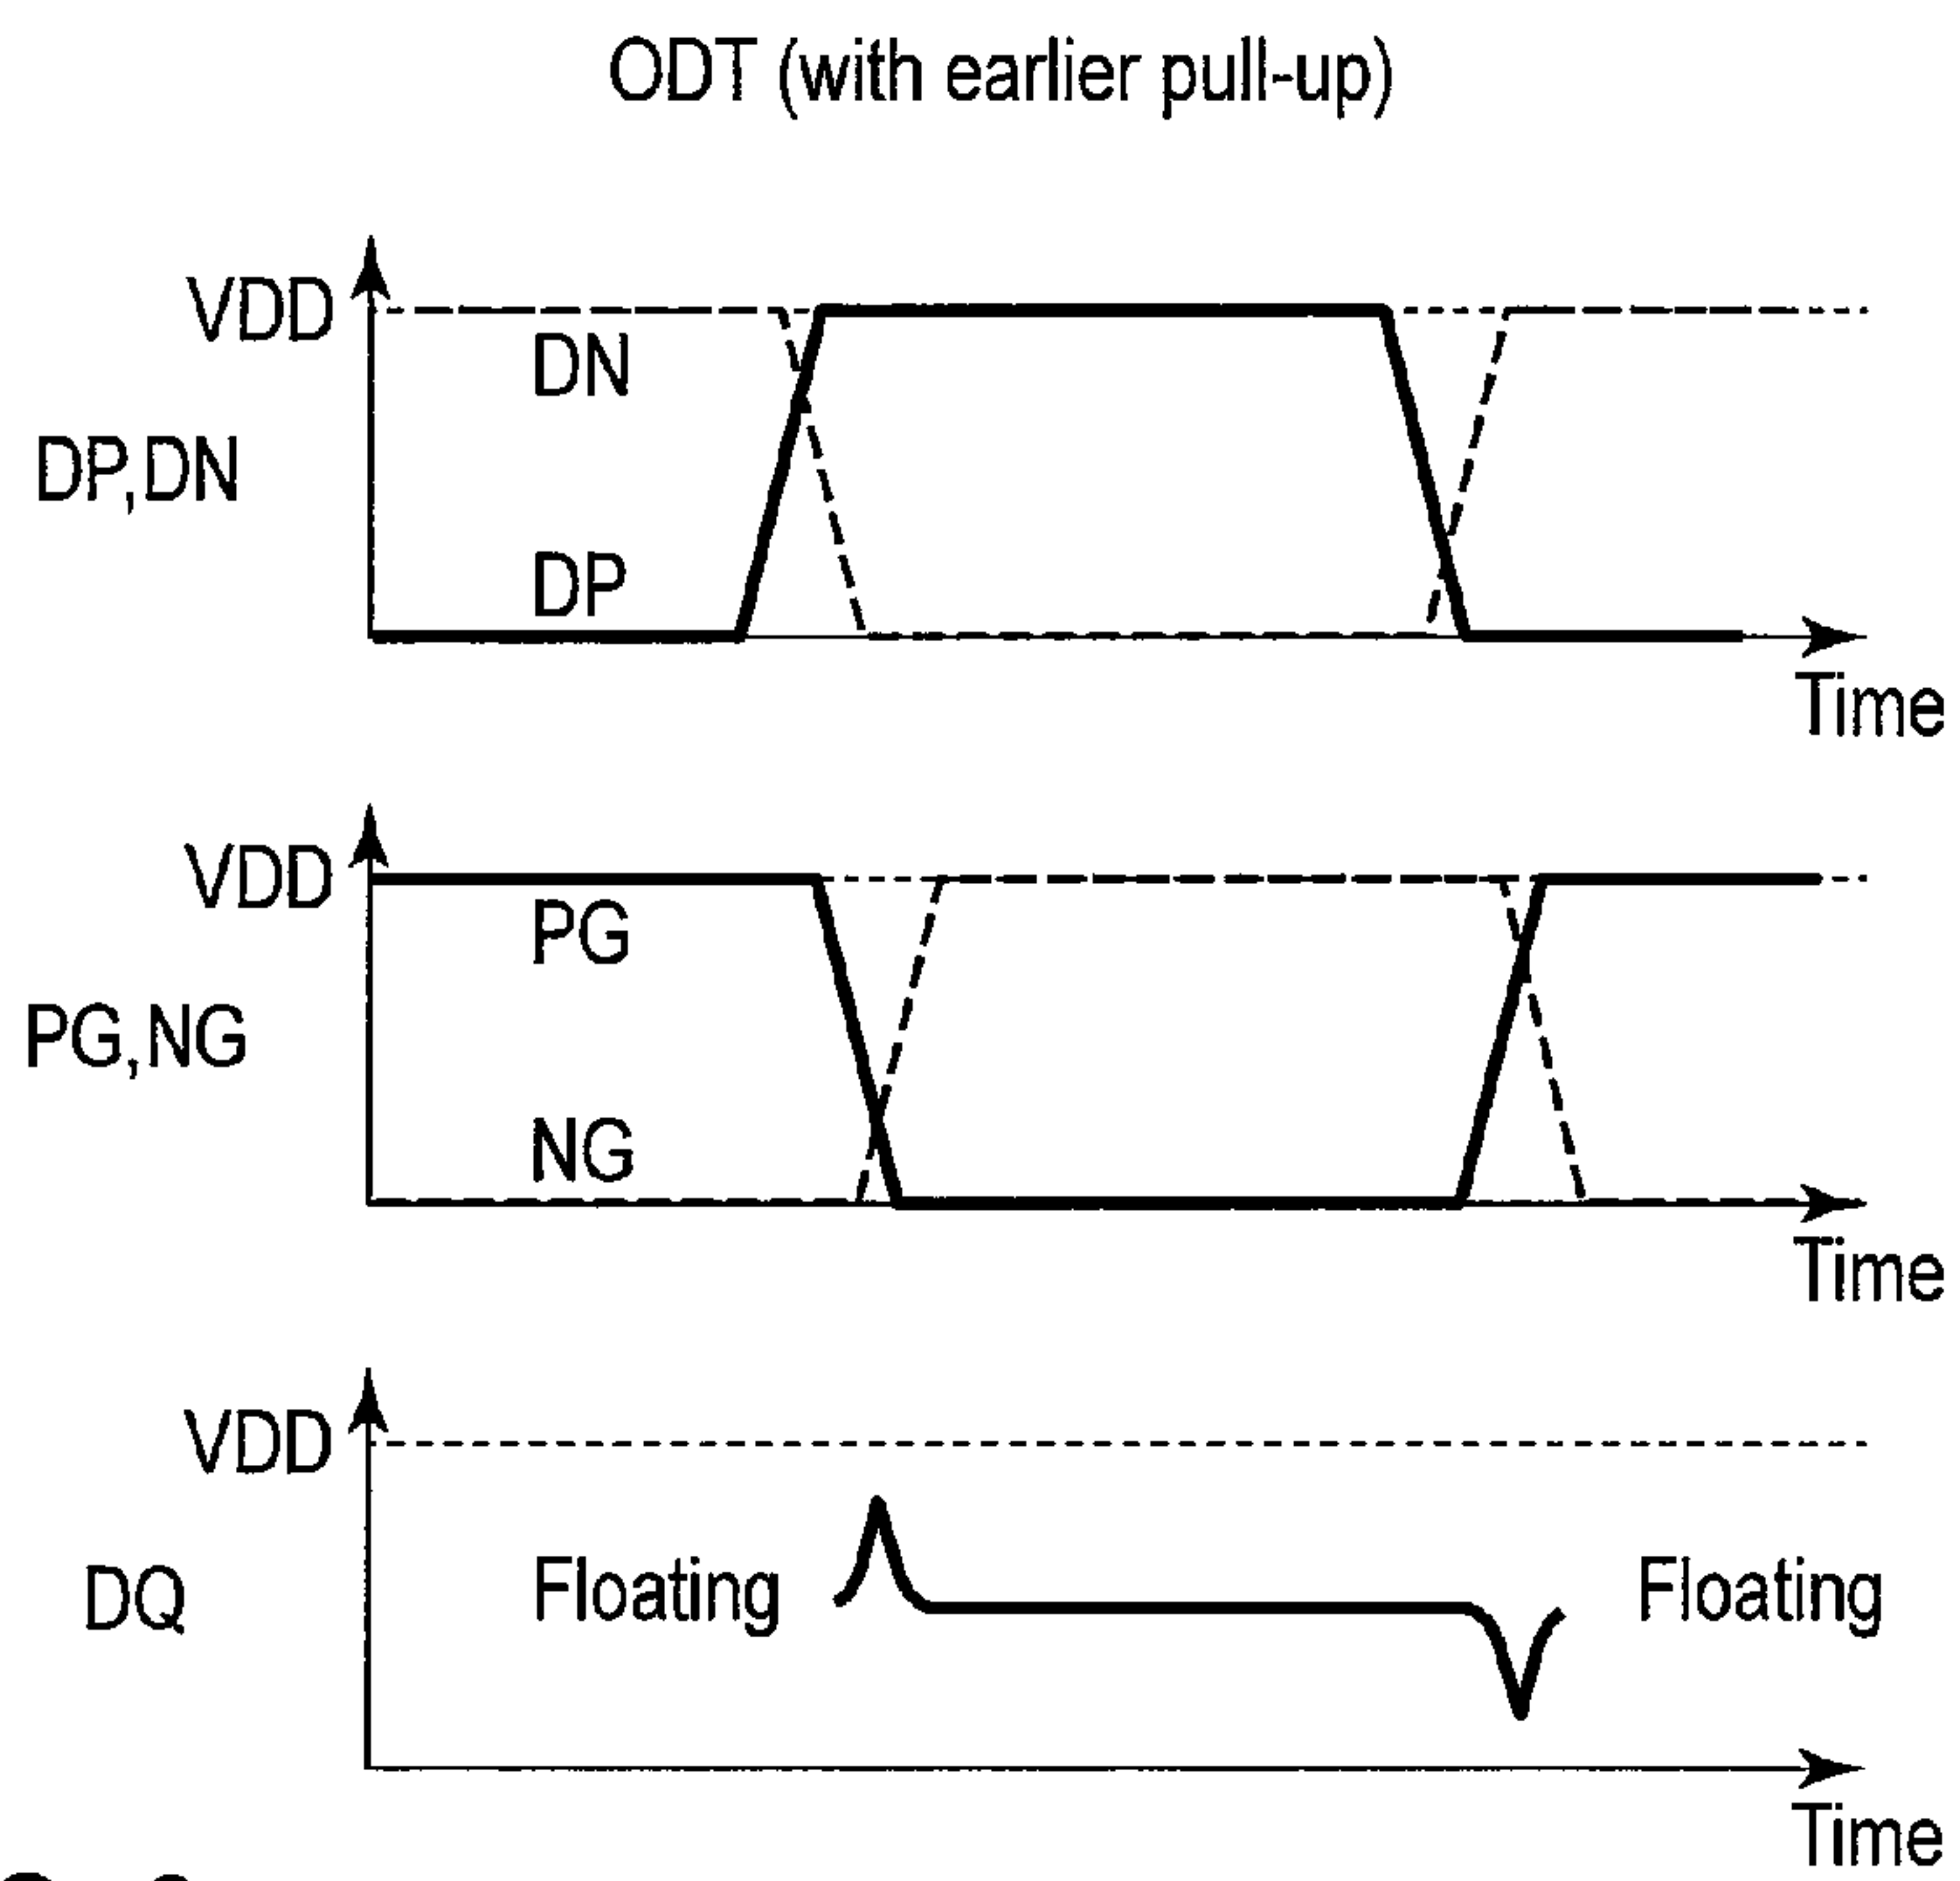 ODT (with earlier pull-up)
VDD
DN
DP,DN
DP
Time
VDD
PG
PG,NG
NG
Time
VDD
Floating
Floating
DQ
Time